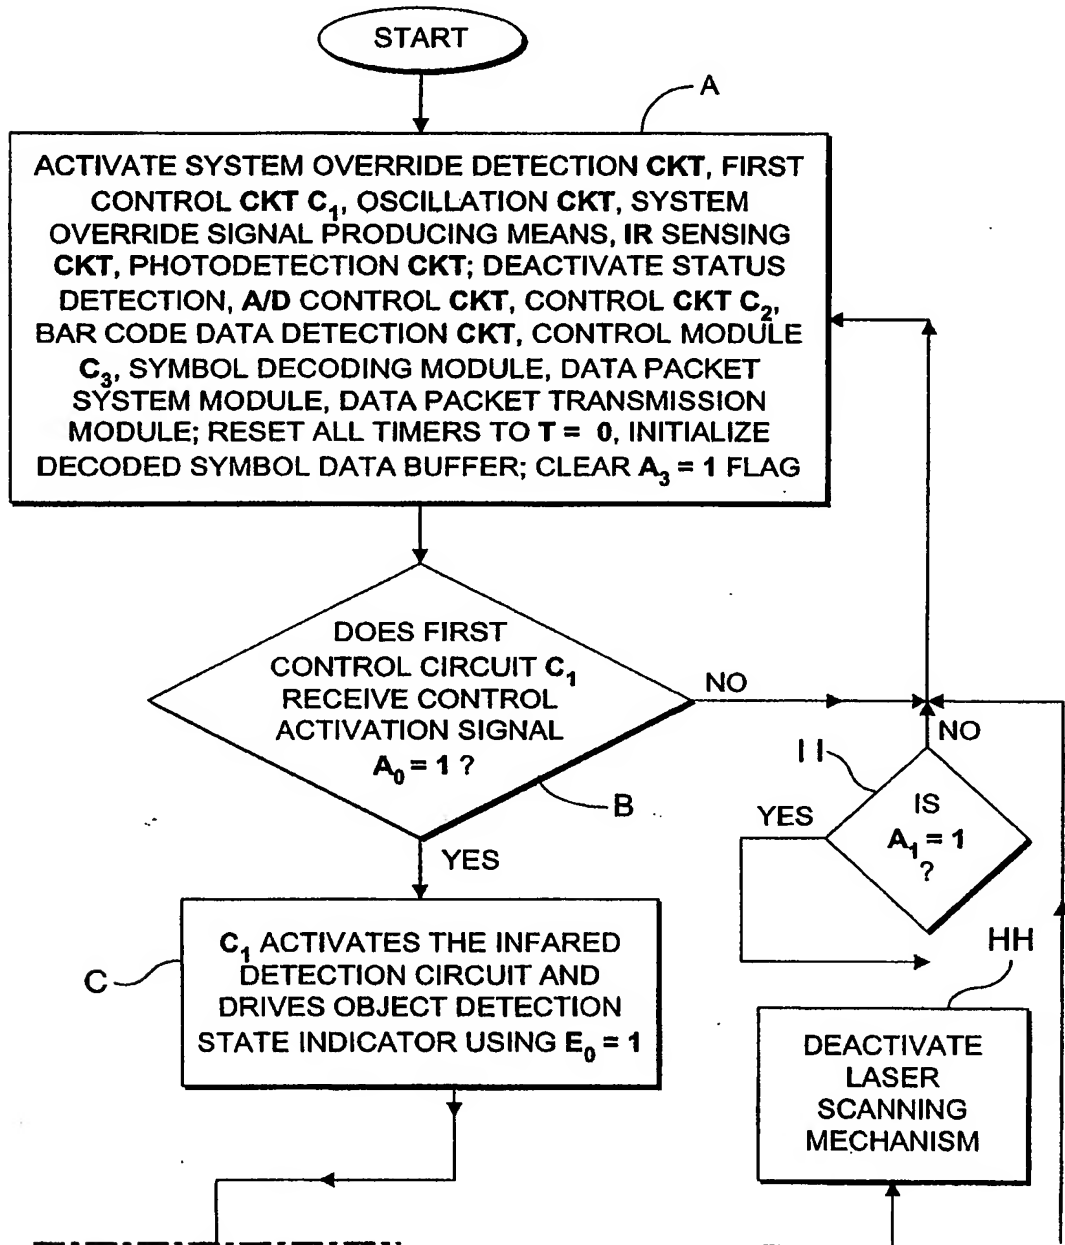 START
A
ACTIVATE SYSTEM OVERRIDE DETECTION CKT, FIRST
CONTROL CKT C1, OSCILLATION CKT, SYSTEM
OVERRIDE SIGNAL PRODUCING MEANS, IR SENSING
CKT, PHOTODETECTION CKT; DEACTIVATE STATUS
DETECTION, A/D CONTROL CKT, CONTROL CKT C2,
BAR CODE DATA DETECTION CKT, CONTROL MODULE
C3, SYMBOL DECODING MODULE, DATA PACKET
SYSTEM MODULE, DATA PACKET TRANSMISSION
MODULE; RESET ALL TIMERS TO T = 0, INITIALIZE
DECODED SYMBOL DATA BUFFER; CLEAR A3 = 1 FLAG
DOES FIRST
CONTROL CIRCUIT C1
RECEIVE CONTROL
ACTIVATION SIGNAL
A0 = 1 ?
B
NO
YES
C
C1 ACTIVATES THE INFARED
DETECTION CIRCUIT AND
DRIVES OBJECT DETECTION
STATE INDICATOR USING E0 = 1
NO
II
YES
IS
A1 = 1
?
HH
DEACTIVATE
LASER
SCANNING
MECHANISM